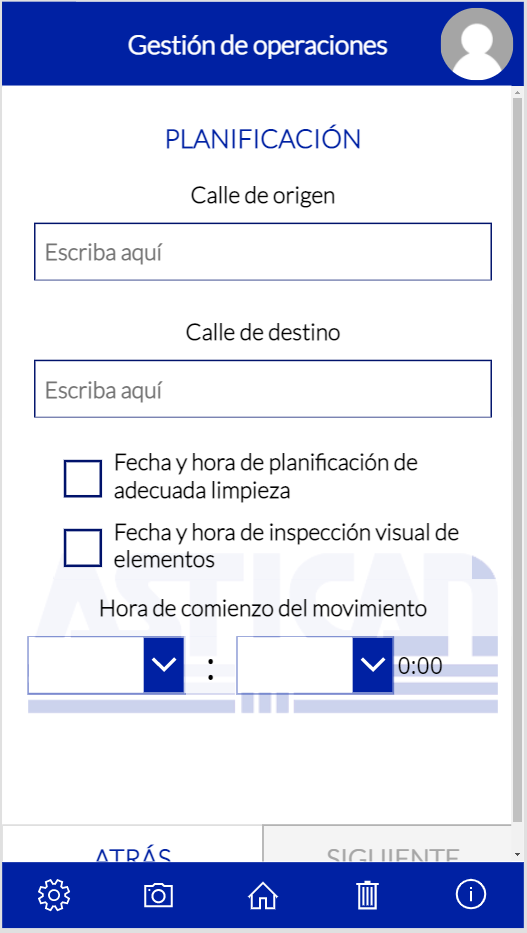 Gestión de operaciones
PLANIFICACIÓN
Calle de origen
Escriba aquí
Calle de destino
Escriba aquí
Fecha y hora de planificación de
adecuada limpieza
Fecha y hora de inspección visual de
elementos
ASTICAN
Hora de comienzo del movimiento
: 0:00
ATRÁS SIGUIENTE